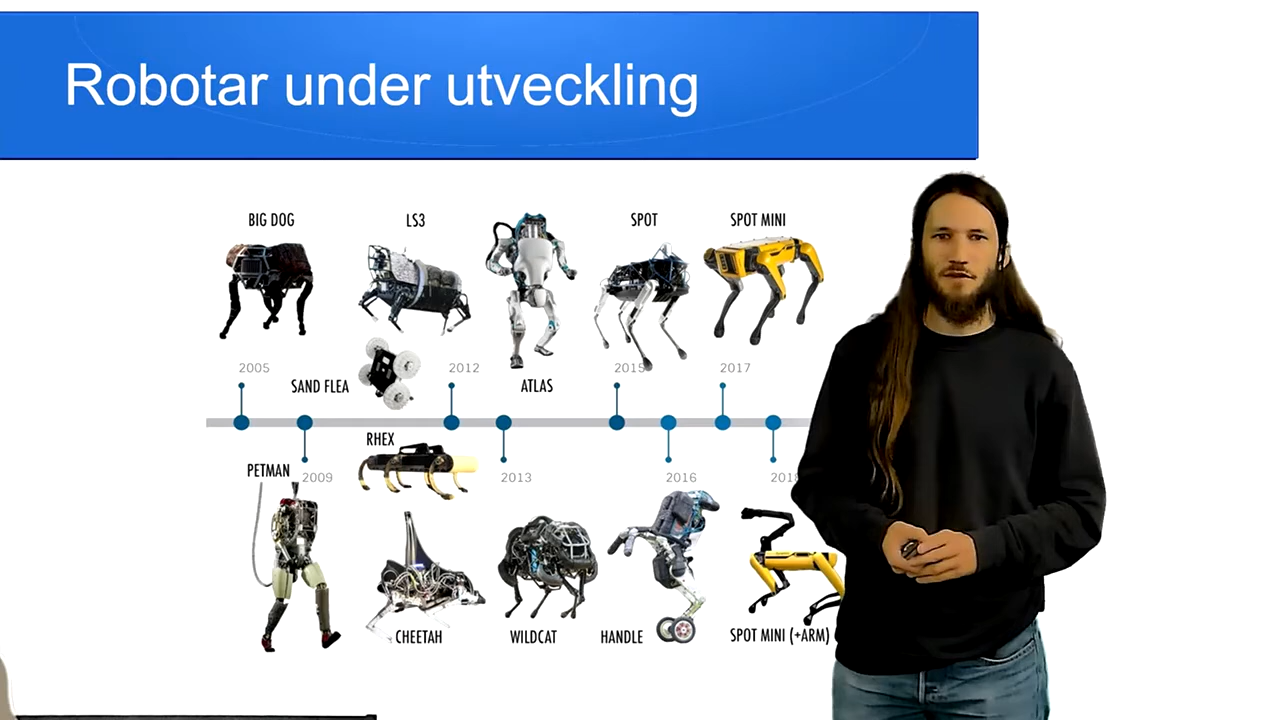 Robotar under utveckling
BIG DOG
LS3
SPOT
SPOT MINI
2005
SAND FLEA
2012
ATLAS
2015
2017
RHEX
PETMAN
2009
2013
2016
2018
CHEETAH
WILDCAT
HANDLE
SPOT MINI (+ARM)